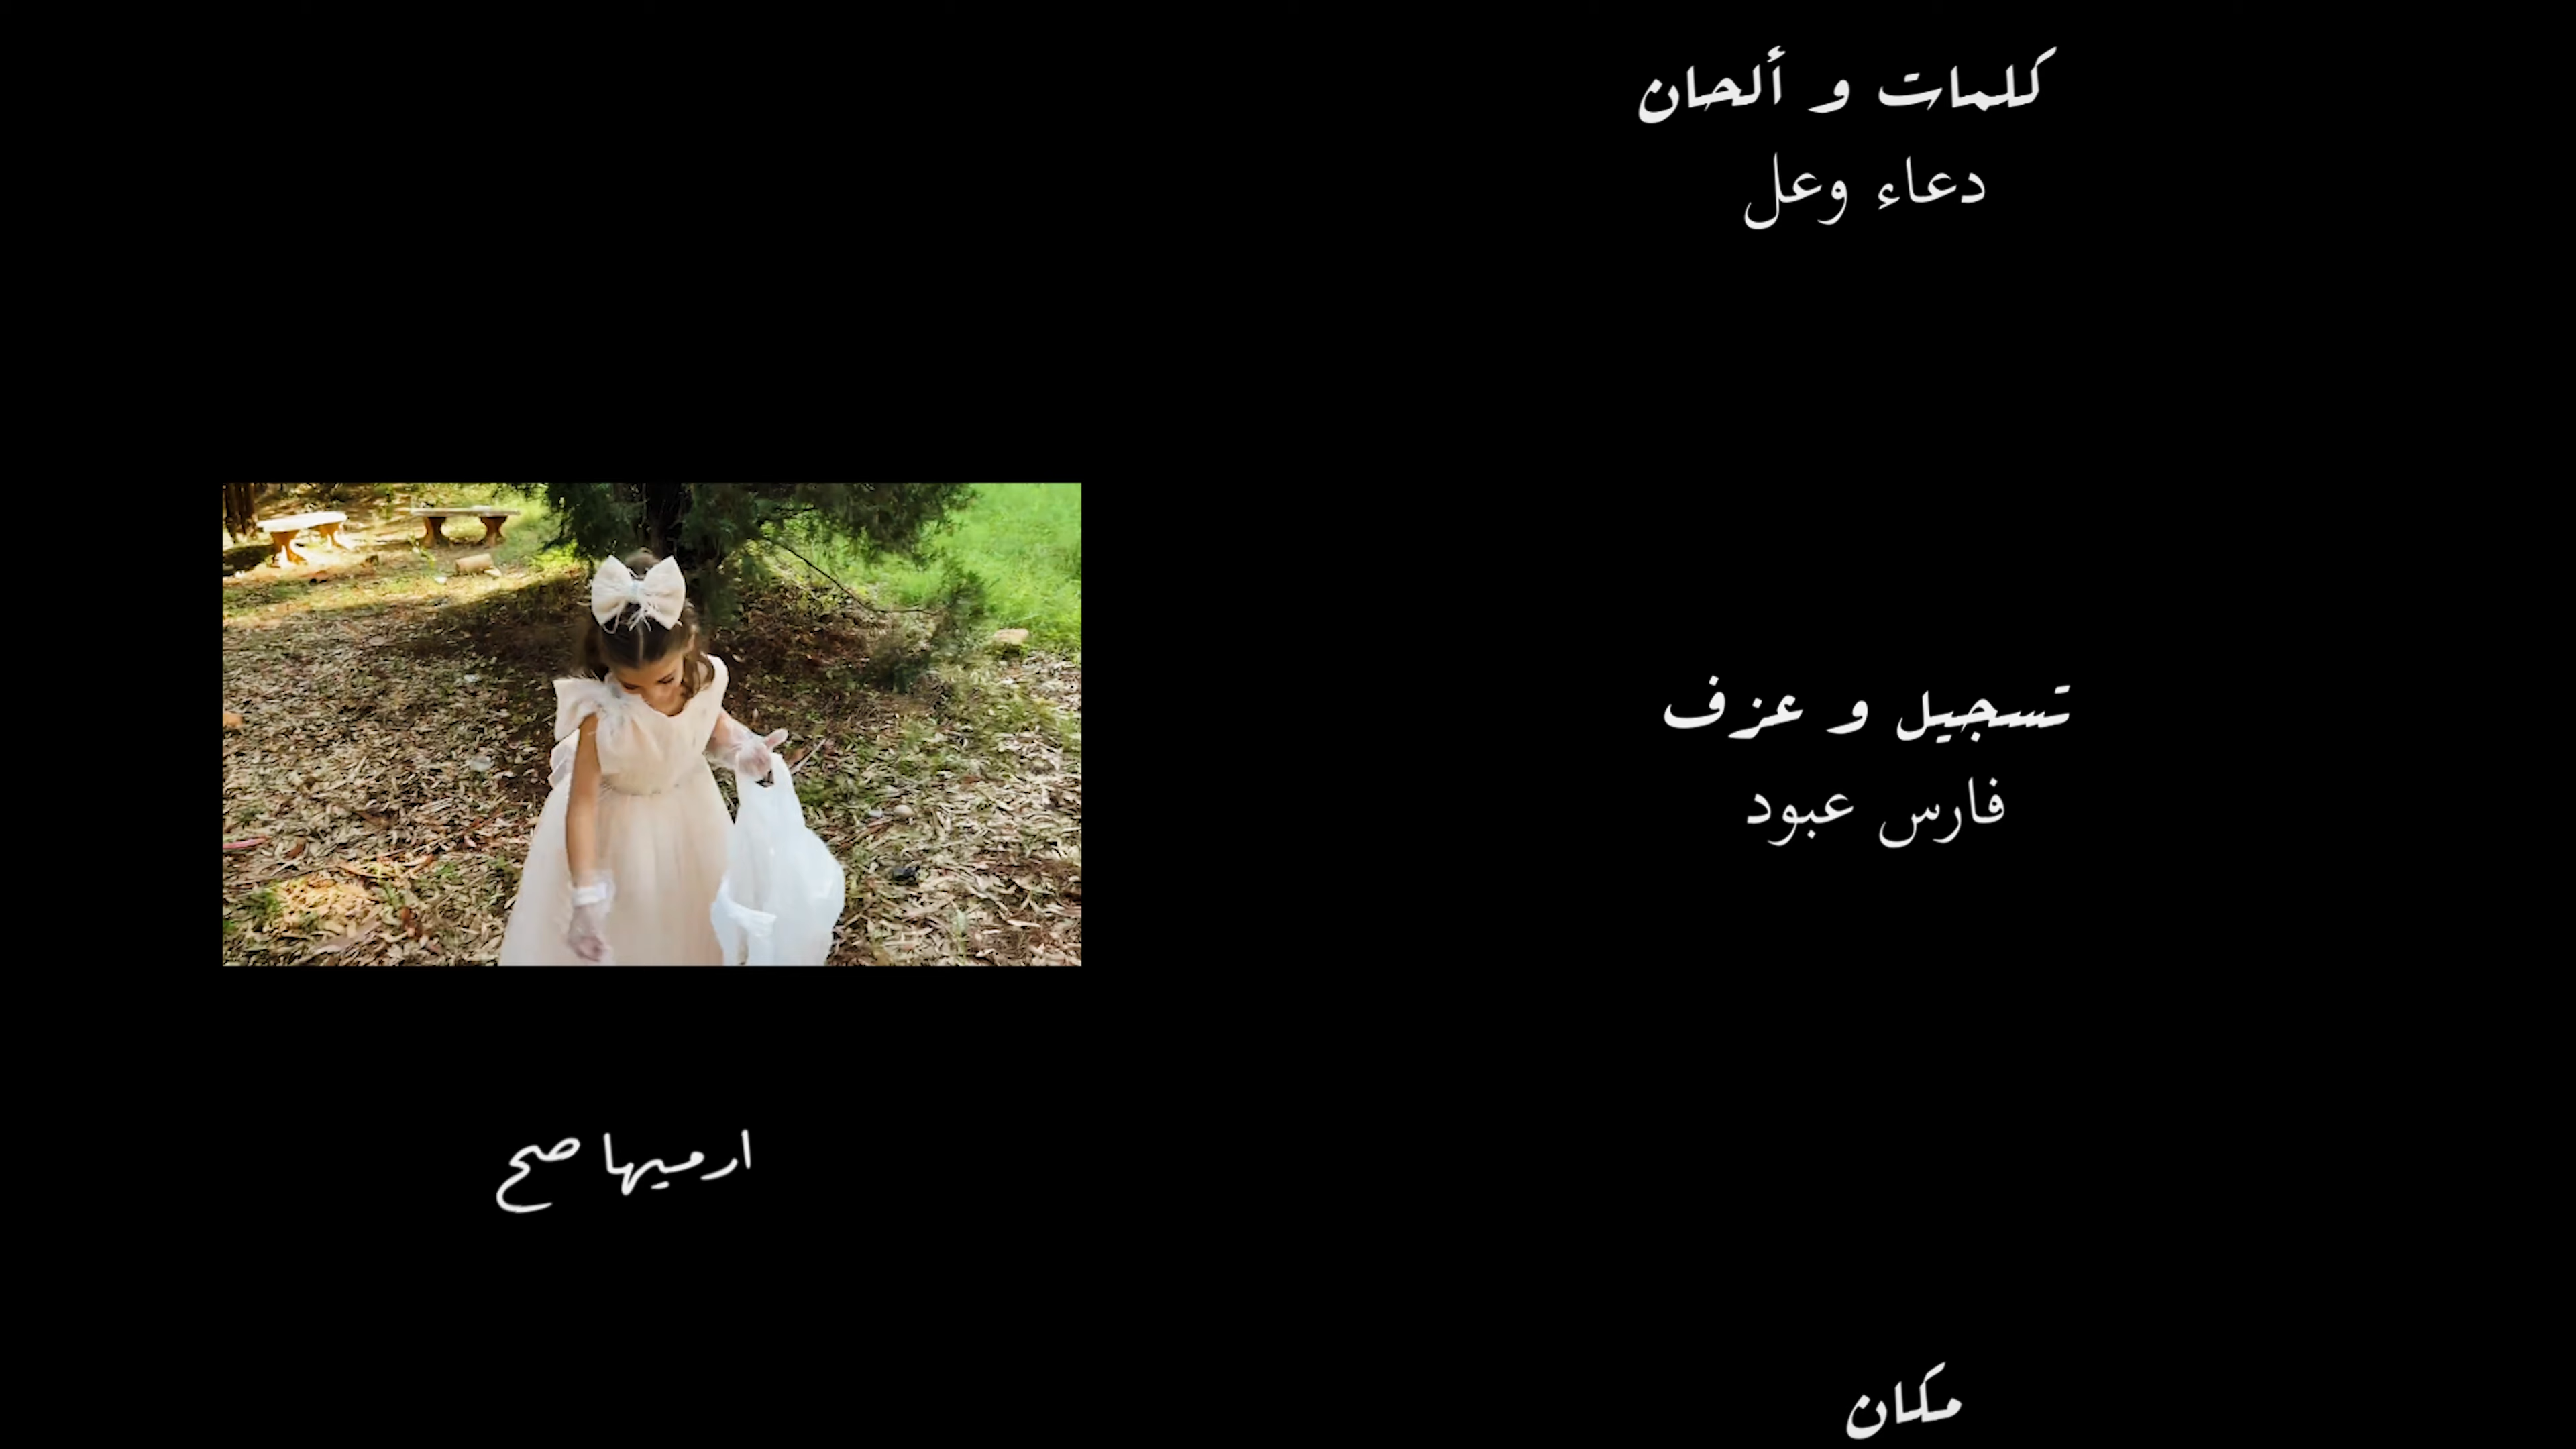 كلمات و ألحان
دعاء وعل
تسجيل و عزف
فارس عبود
ارميها صح
مكان